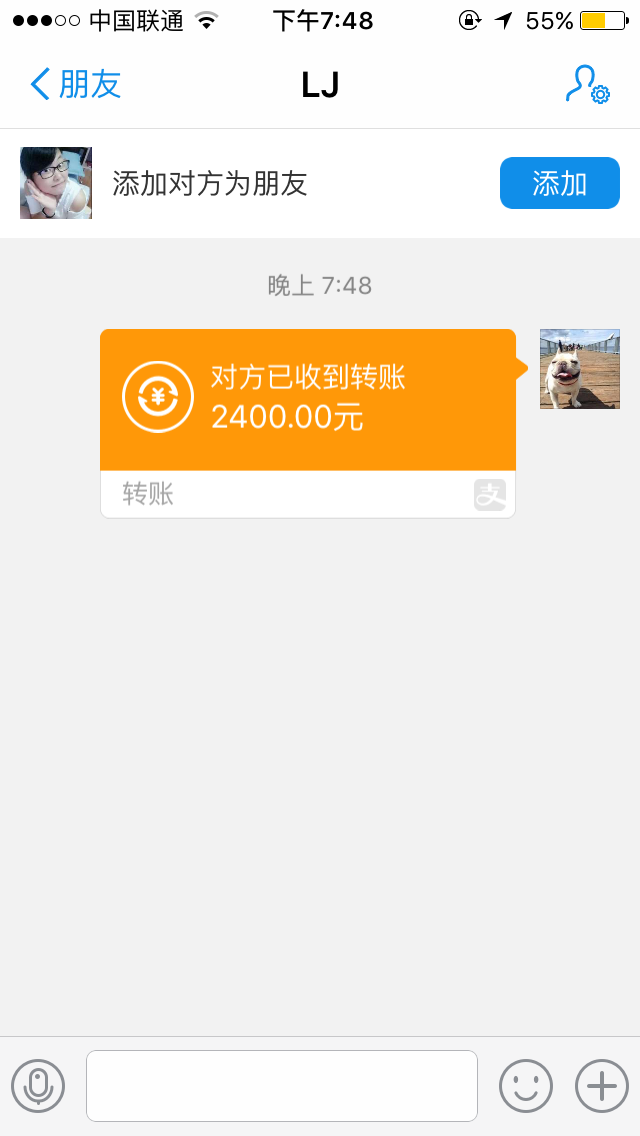 中国联通 下午7:48 55%
朋友 LJ
添加对方为朋友 添加
晚上 7:48
¥ 对方已收到转账
2400.00元
转账 支